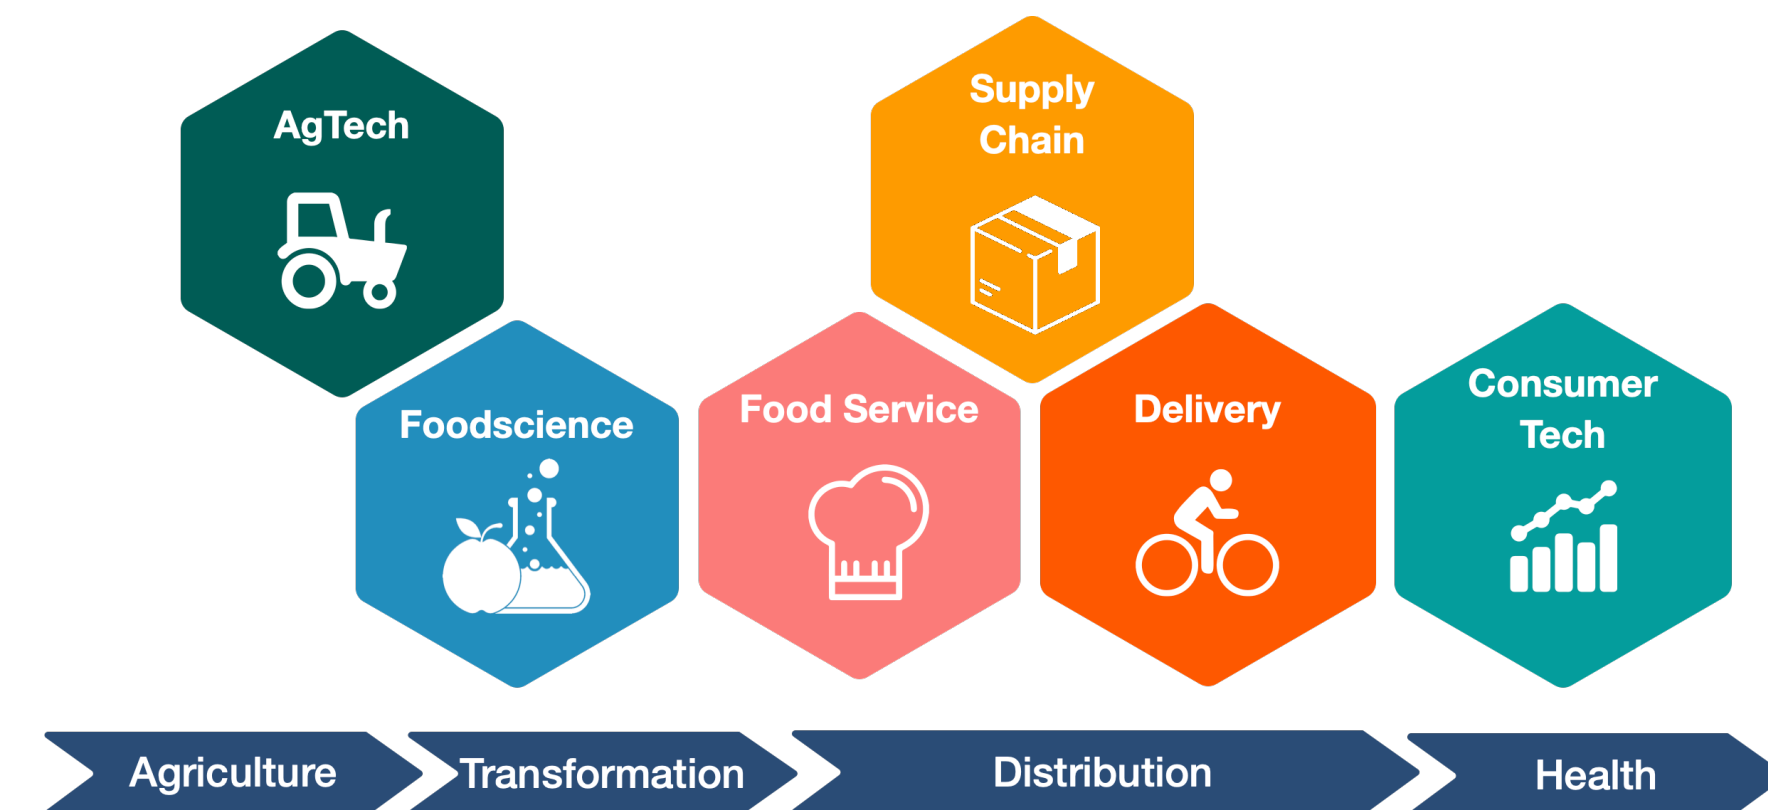 AgTech
Supply
Chain
Foodscience
Food Service
Delivery
Consumer
Tech
Agriculture
Transformation
Distribution
Health